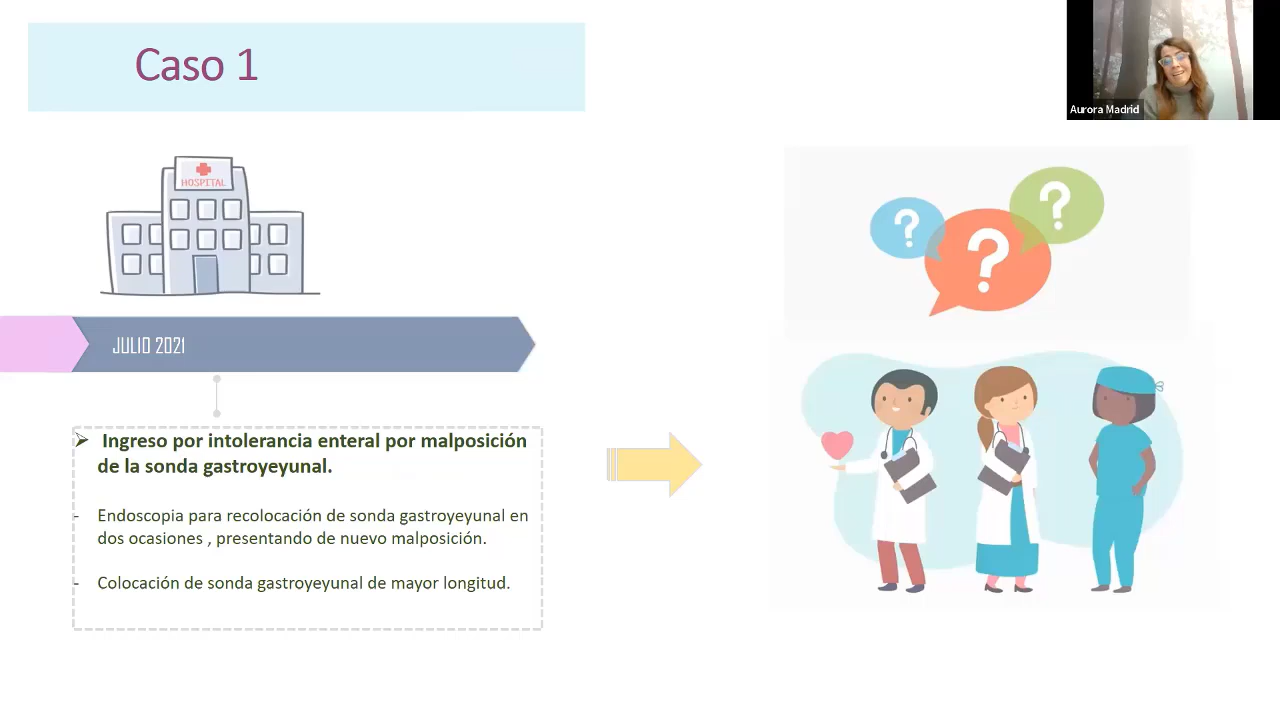 Caso 1
Aurora Madrid
HOSPITAL
? ? ?
JULIO 2021
➢ Ingreso por intolerancia enteral por malposición
de la sonda gastroyeyunal.
- Endoscopia para recolocación de sonda gastroyeyunal en
dos ocasiones , presentando de nuevo malposición.
- Colocación de sonda gastroyeyunal de mayor longitud.